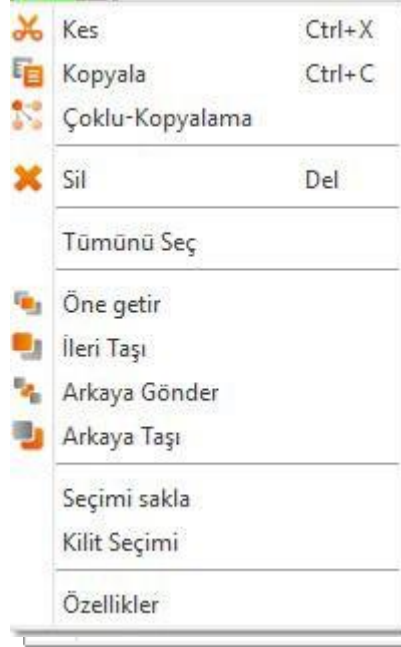 Kes Ctrl+X
Kopyala Ctrl+C
Çoklu-Kopyalama
Sil Del
Tümünü Seç
Öne getir
İleri Taşı
Arkaya Gönder
Arkaya Taşı
Seçimi sakla
Kilit Seçimi
Özellikler